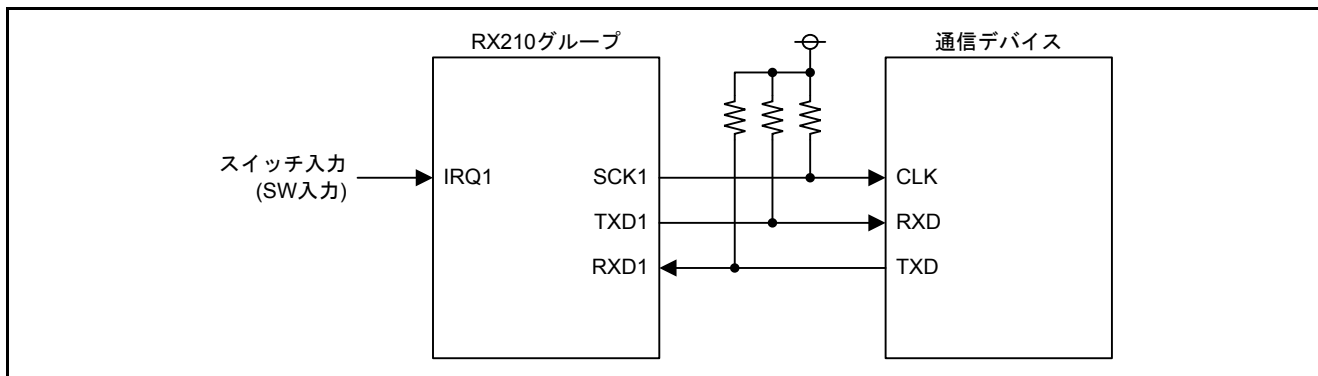 RX210グループ
通信デバイス
スイッチ入力
(SW入力)
IRQ1
SCK1
CLK
TXD1
RXD
RXD1
TXD